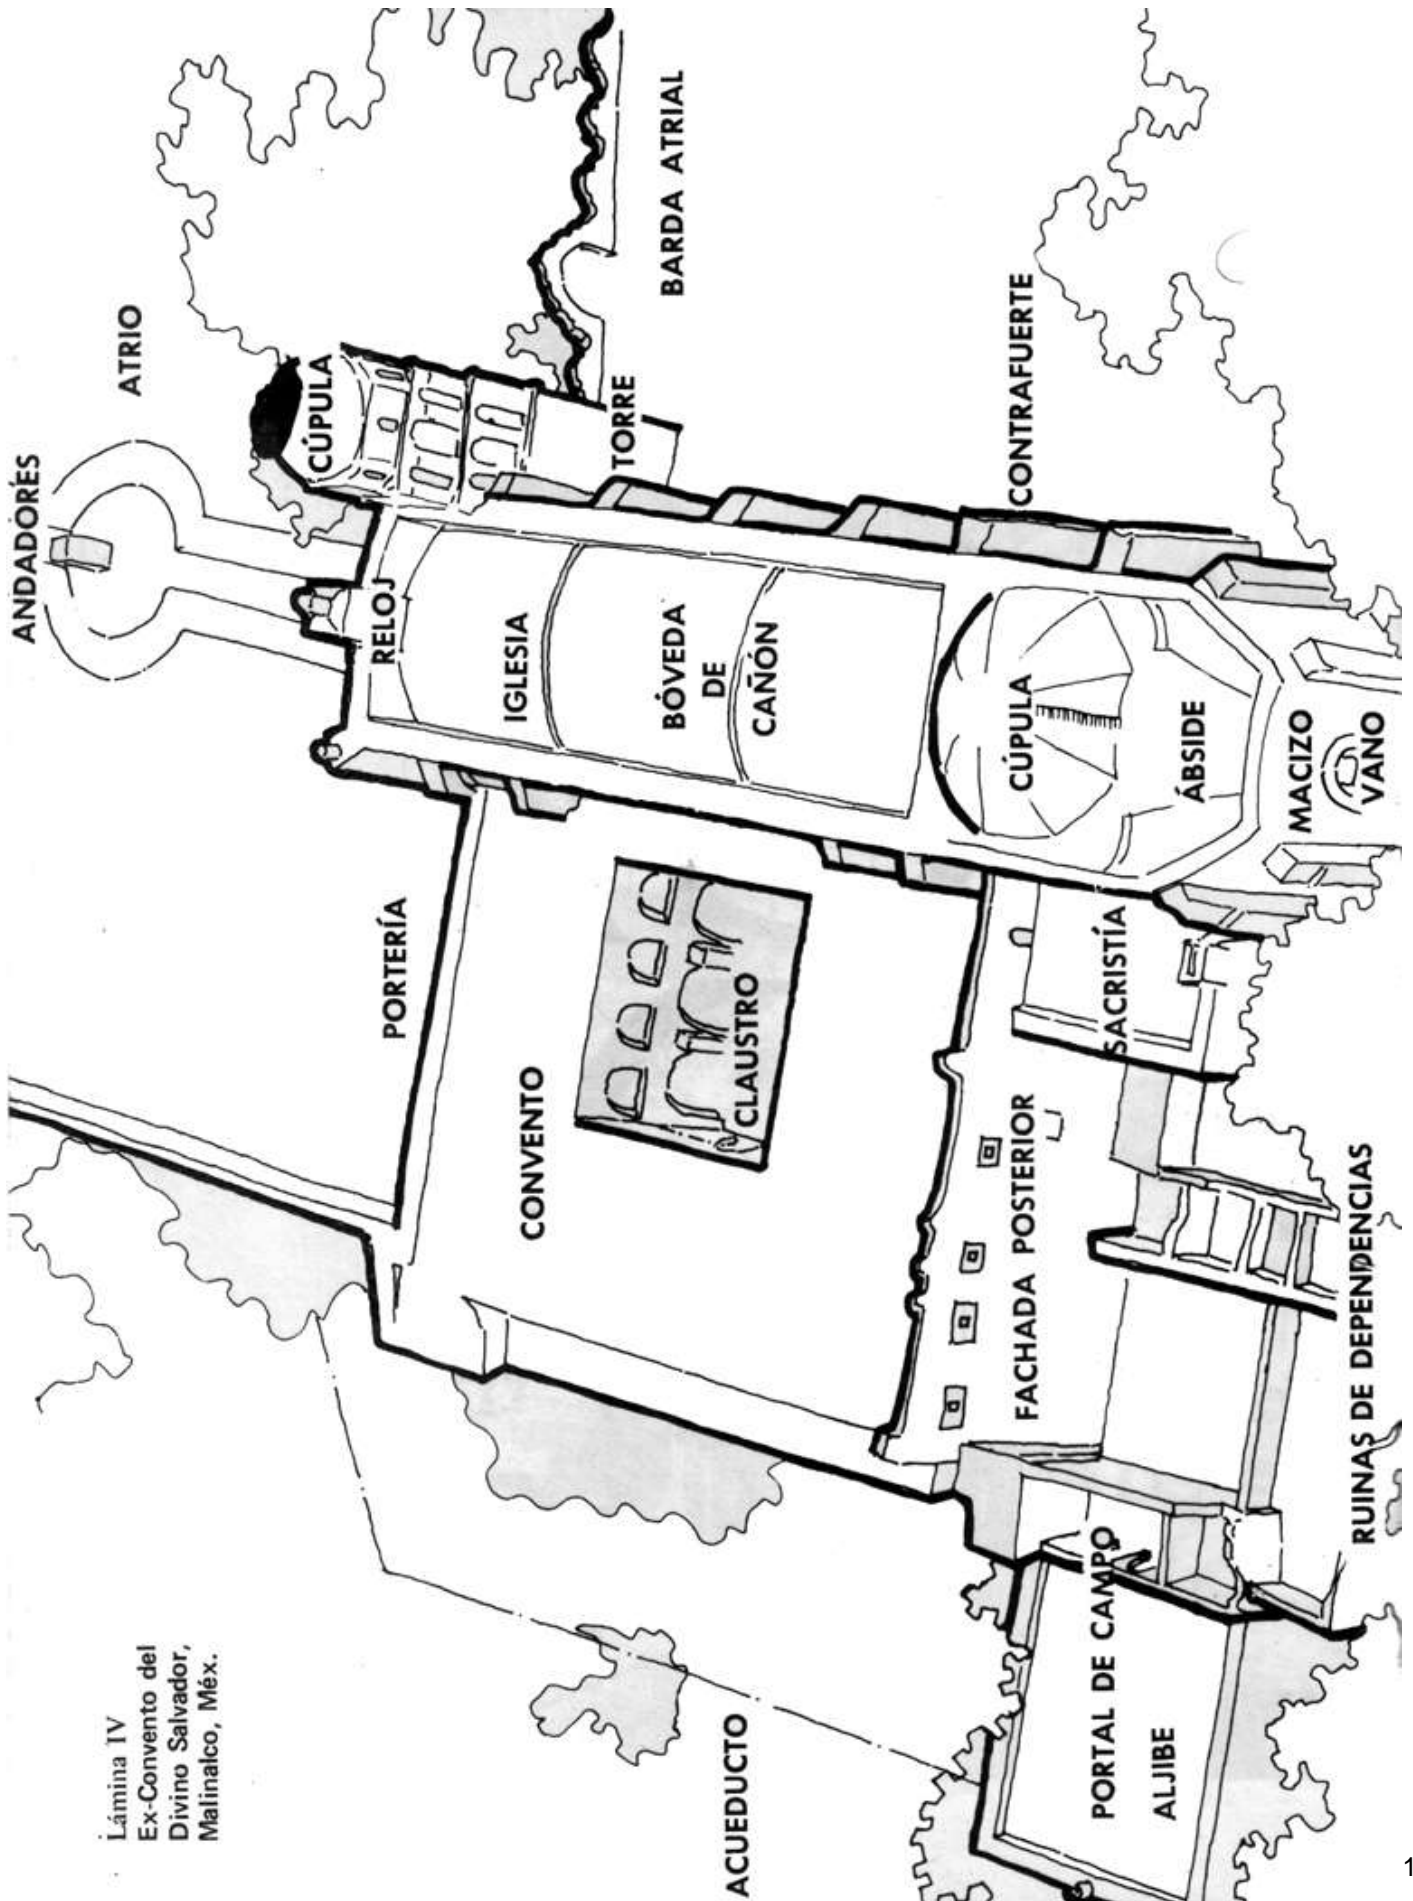 Lámina IV
Ex-Convento del
Divino Salvador,
Malinalco, Méx.
ANDADORES
ATRIO
CÚPULA
RELOJ
PORTERÍA
IGLESIA
CONVENTO
TORRE
BARDA ATRIAL
BÓVEDA
DE
CAÑÓN
ACUEDUCTO
CLAUSTRO
CÚPULA
CONTRAFUERTE
FACHADA POSTERIOR
PORTAL DE CAMPO
SACRISTÍA
ALJIBE
ÁBSIDE
MACIZO
VANO
RUINAS DE DEPENDENCIAS
1